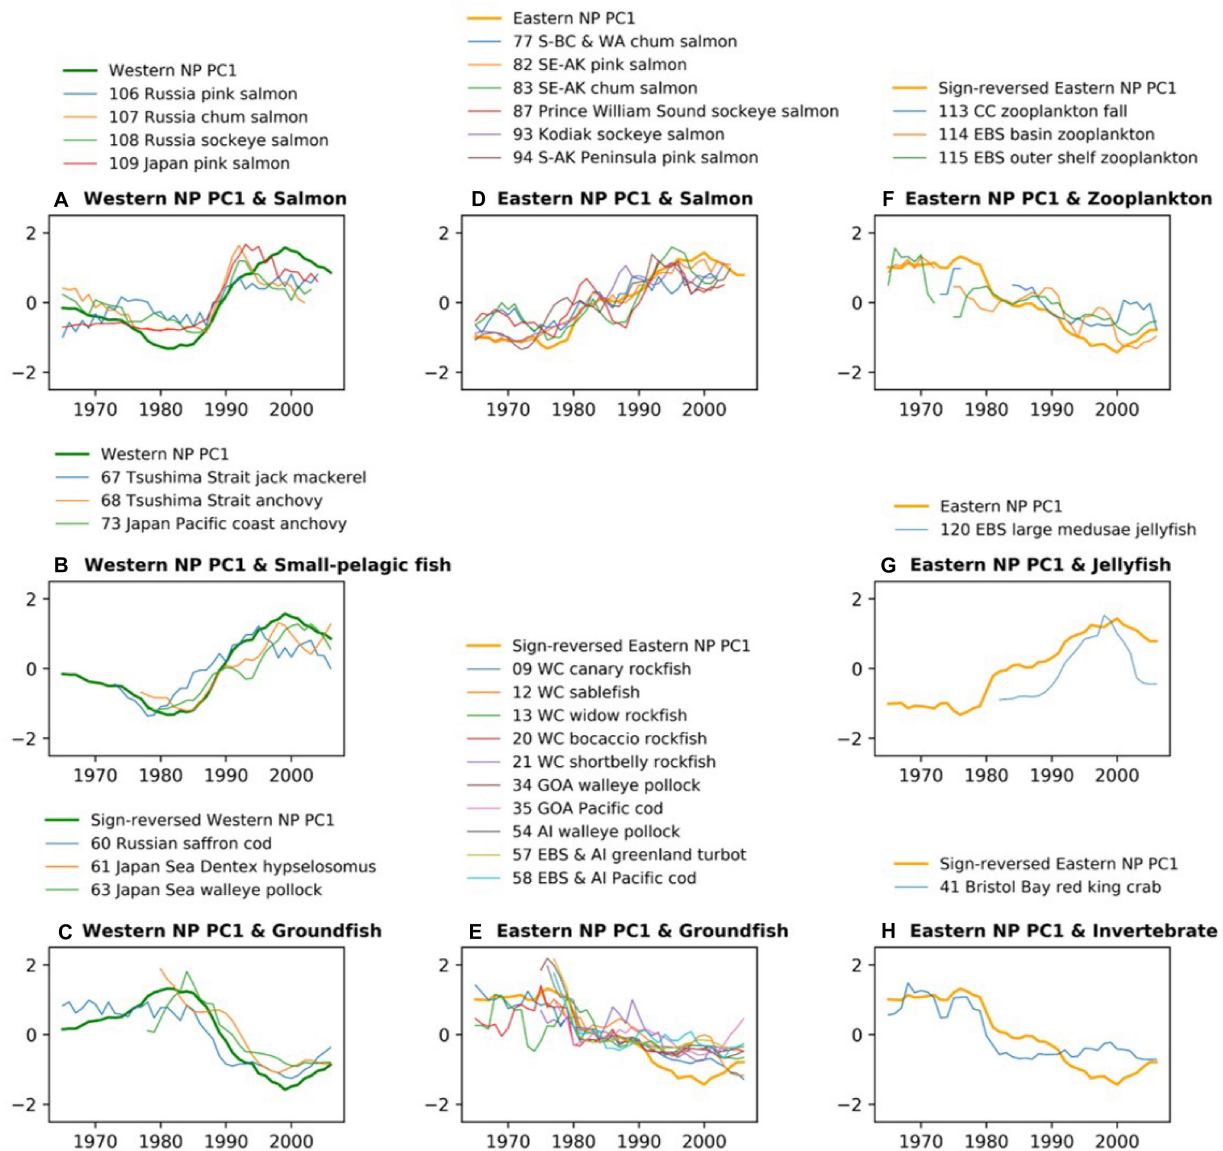 Western NP PC1
106 Russia pink salmon
107 Russia chum salmon
108 Russia sockeye salmon
109 Japan pink salmon
A Western NP PC1 & Salmon
2
0
−2
1970 1980 1990 2000
Western NP PC1
67 Tsushima Strait jack mackerel
68 Tsushima Strait anchovy
73 Japan Pacific coast anchovy
B Western NP PC1 & Small-pelagic fish
2
0
−2
1970 1980 1990 2000
Sign-reversed Western NP PC1
60 Russian saffron cod
61 Japan Sea Dentex hypselosomus
63 Japan Sea walleye pollock
C Western NP PC1 & Groundfish
2
0
−2
1970 1980 1990 2000
Eastern NP PC1
77 S-BC & WA chum salmon
82 SE-AK pink salmon
83 SE-AK chum salmon
87 Prince William Sound sockeye salmon
93 Kodiak sockeye salmon
94 S-AK Peninsula pink salmon
D Eastern NP PC1 & Salmon
2
0
−2
1970 1980 1990 2000
Sign-reversed Eastern NP PC1
09 WC canary rockfish
12 WC sablefish
13 WC widow rockfish
20 WC bocaccio rockfish
21 WC shortbelly rockfish
34 GOA walleye pollock
35 GOA Pacific cod
54 AI walleye pollock
57 EBS & AI greenland turbot
58 EBS & AI Pacific cod
E Eastern NP PC1 & Groundfish
2
0
−2
1970 1980 1990 2000
Sign-reversed Eastern NP PC1
113 CC zooplankton fall
114 EBS basin zooplankton
115 EBS outer shelf zooplankton
F Eastern NP PC1 & Zooplankton
2
0
−2
1970 1980 1990 2000
Eastern NP PC1
120 EBS large medusae jellyfish
G Eastern NP PC1 & Jellyfish
2
0
−2
1970 1980 1990 2000
Sign-reversed Eastern NP PC1
41 Bristol Bay red king crab
H Eastern NP PC1 & Invertebrate
2
0
−2
1970 1980 1990 2000